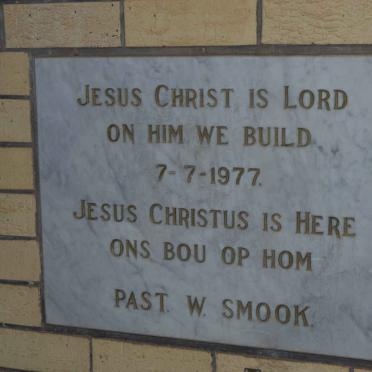 JESUS CHRIST IS LORD
ON HIM WE BUILD
7-7-1977.
JESUS CHRISTUS IS HERE
ONS BOU OP HOM
PAST. W. SMOOK.